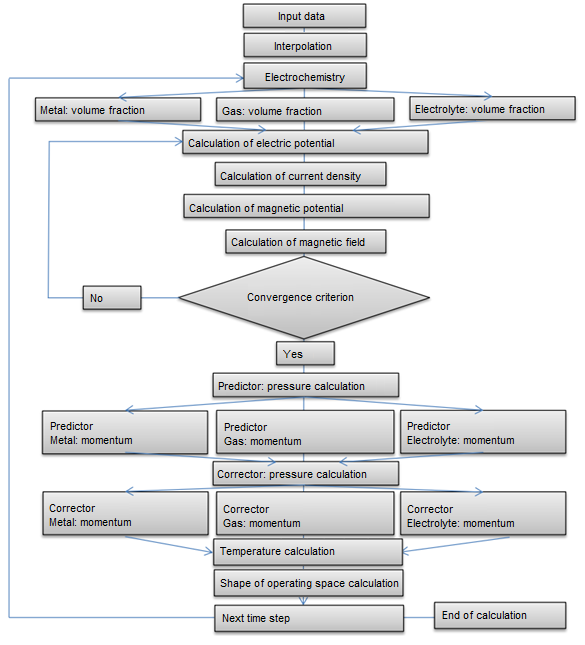 Input data
Interpolation
Electrochemistry
Metal: volume fraction
Gas: volume fraction
Electrolyte: volume fraction
Calculation of electric potential
Calculation of current density
Calculation of magnetic potential
Calculation of magnetic field
Convergence criterion
No
Yes
Predictor: pressure calculation
Predictor
Metal: momentum
Predictor
Gas: momentum
Predictor
Electrolyte: momentum
Corrector: pressure calculation
Corrector
Metal: momentum
Corrector
Gas: momentum
Corrector
Electrolyte: momentum
Temperature calculation
Shape of operating space calculation
Next time step
End of calculation